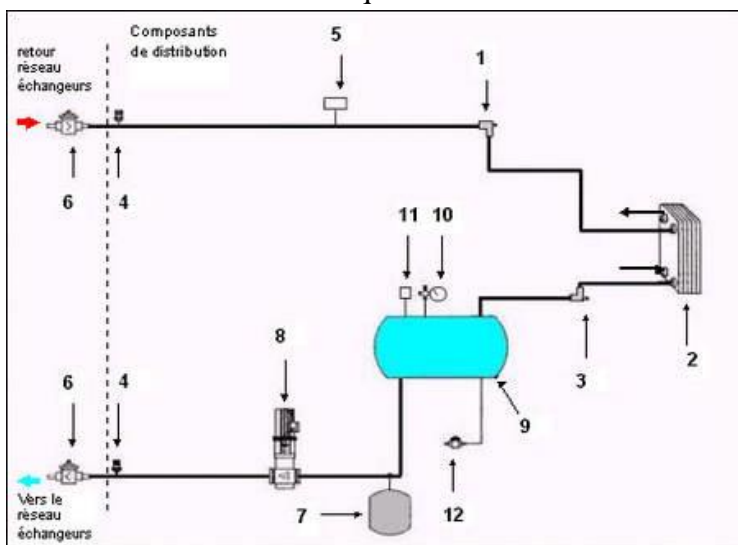 Composants
de distribution
retour
rèseau
échangeurs
5
1
6
4
11
10
2
8
3
9
6
4
7
12
Vers le
rèseau
échangeurs